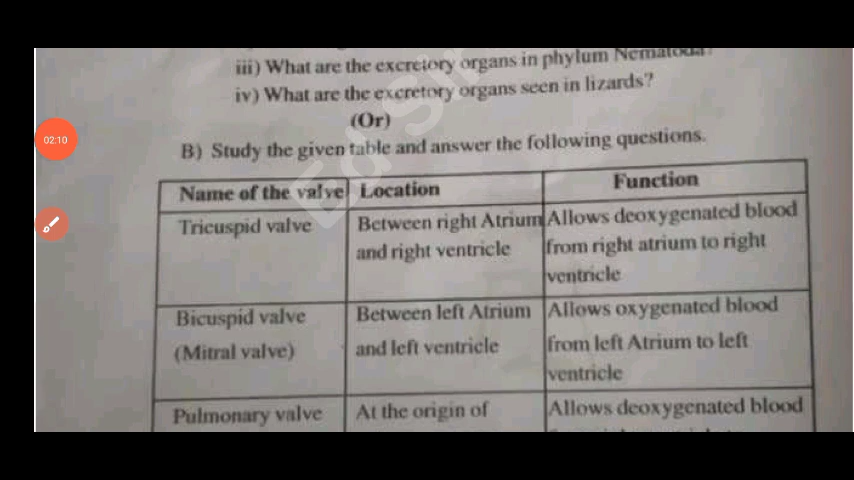 iii) What are the excretory organs in phylum Nematoda?
iv) What are the excretory organs seen in lizards?
(Or)
B) Study the given table and answer the following questions.
Name of the valve Location Function
Tricuspid valve Between right Atrium Allows deoxygenated blood
and right ventricle from right atrium to right
ventricle
Bicuspid valve Between left Atrium Allows oxygenated blood
(Mitral valve) and left ventricle from left Atrium to left
ventricle
Pulmonary valve At the origin of Allows deoxygenated blood
02:10